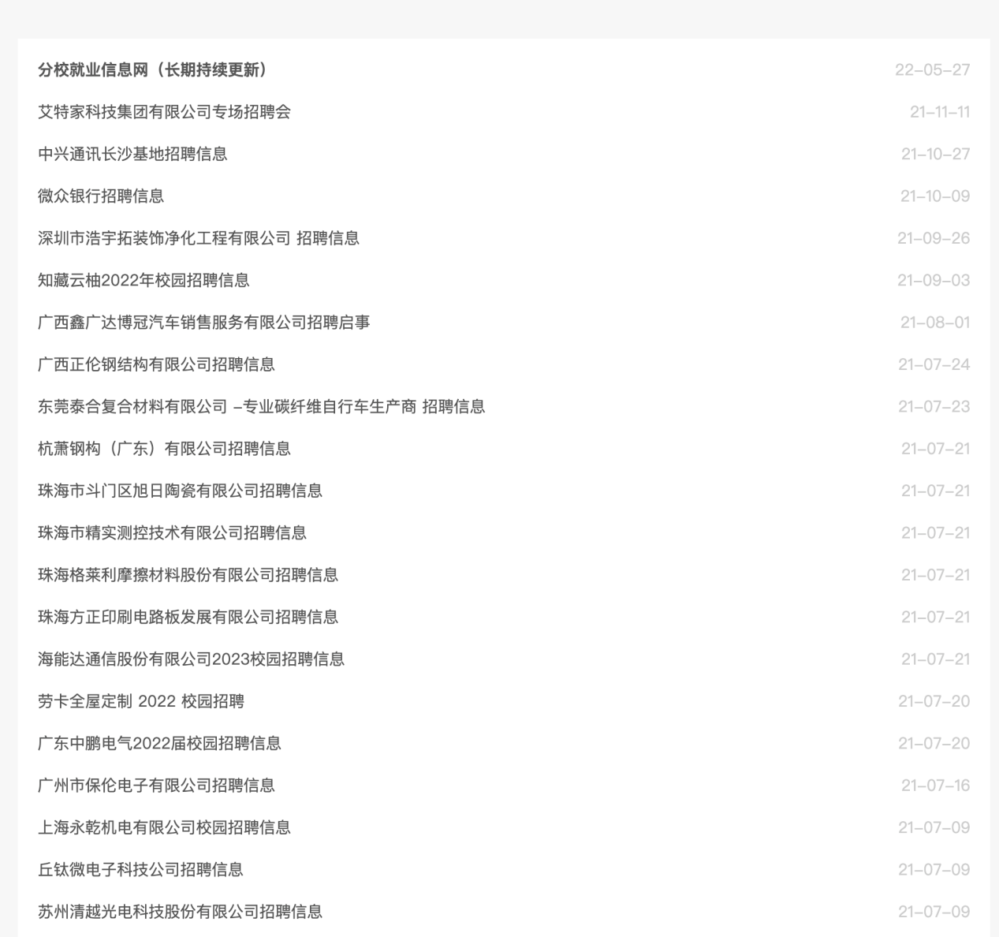 分校就业信息网（长期持续更新） 22-05-27
艾特家科技集团有限公司专场招聘会 21-11-11
中兴通讯长沙基地招聘信息 21-10-27
微众银行招聘信息 21-10-09
深圳市浩宇拓装饰净化工程有限公司 招聘信息 21-09-26
知藏云柚2022年校园招聘信息 21-09-03
广西鑫广达博冠汽车销售服务有限公司招聘启事 21-08-01
广西正伦钢结构有限公司招聘信息 21-07-24
东莞泰合复合材料有限公司 -专业碳纤维自行车生产商 招聘信息 21-07-23
杭萧钢构（广东）有限公司招聘信息 21-07-21
珠海市斗门区旭日陶瓷有限公司招聘信息 21-07-21
珠海市精实测控技术有限公司招聘信息 21-07-21
珠海格莱利摩擦材料股份有限公司招聘信息 21-07-21
珠海方正印刷电路板发展有限公司招聘信息 21-07-21
海能达通信股份有限公司2023校园招聘信息 21-07-21
劳卡全屋定制 2022 校园招聘 21-07-20
广东中鹏电气2022届校园招聘信息 21-07-20
广州市保伦电子有限公司招聘信息 21-07-16
上海永乾机电有限公司校园招聘信息 21-07-09
丘钛微电子科技公司招聘信息 21-07-09
苏州清越光电科技股份有限公司招聘信息 21-07-09